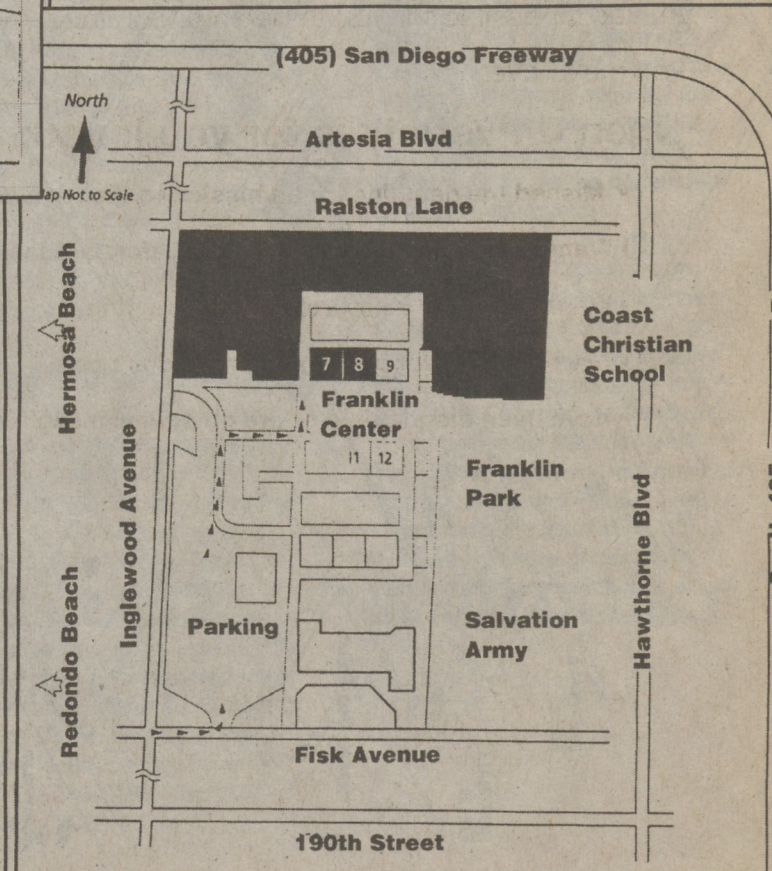 (405) San Diego Freeway
North
Artesia Blvd
Map Not to Scale
Ralston Lane
Hermosa Beach
Coast
Christian
School
7 8 9
Franklin
Center
11 12
Franklin
Park
Inglewood Avenue
Hawthorne Blvd
Redondo Beach
Parking
Salvation
Army
Fisk Avenue
190th Street